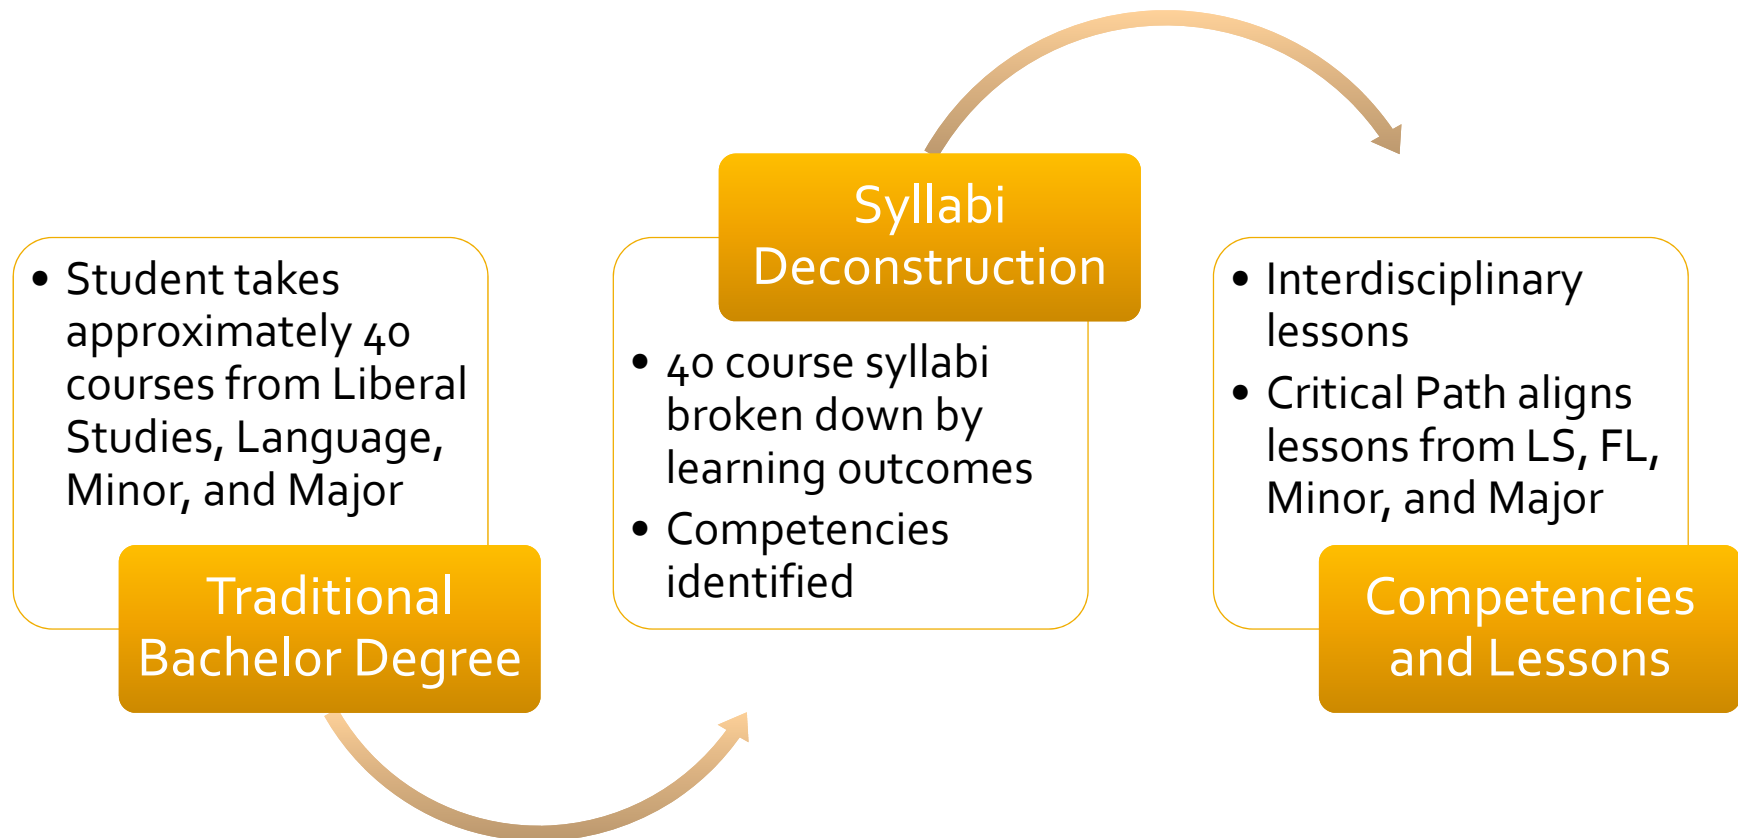 • Student takes
approximately 40
courses from Liberal
Studies, Language,
Minor, and Major
Traditional
Bachelor Degree
Syllabi
Deconstruction
• 40 course syllabi
broken down by
learning outcomes
• Competencies
identified
• Interdisciplinary
lessons
• Critical Path aligns
lessons from LS, FL,
Minor, and Major
Competencies
and Lessons